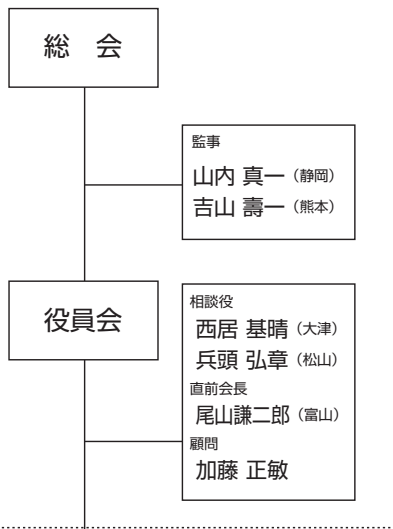 総　会
監事
山内 真一（静岡）
吉山 壽一（熊本）
役員会
相談役
西居 基晴（大津）
兵頭 弘章（松山）
直前会長
尾山謙二郎（富山）
顧問
加藤 正敏